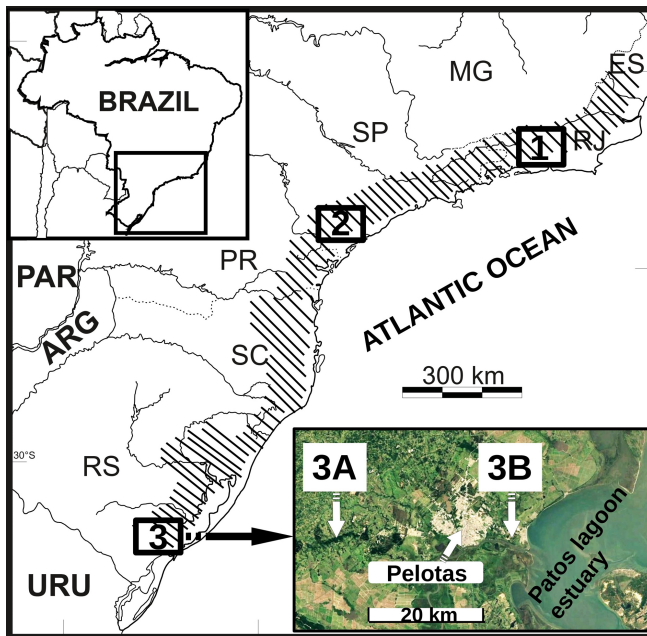 BRAZIL
MG
ES
SP
1
RJ
2
PR
PAR
ARG
ATLANTIC OCEAN
SC
300 km
30°S
RS
3
URU
3A
3B
Pelotas
Patos lagoon
estuary
20 km